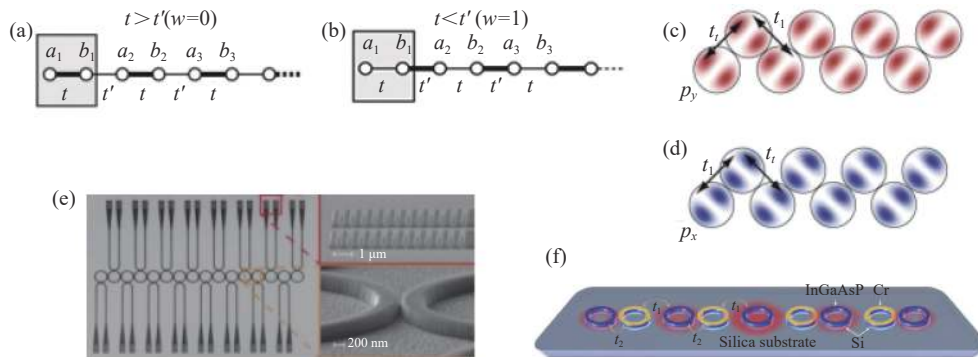 (a)
t > t′(w=0)
a1 b1 a2 b2 a3 b3
t t′ t t′ t
(b)
t < t′(w=1)
a1 b1 a2 b2 a3 b3
t t′ t t′ t
(c)
tt t1
py
(d)
t1 tt
px
(e)
1 μm
200 nm
(f)
InGaAsP Cr
t1 t1
t2 t2
Silica substrate Si